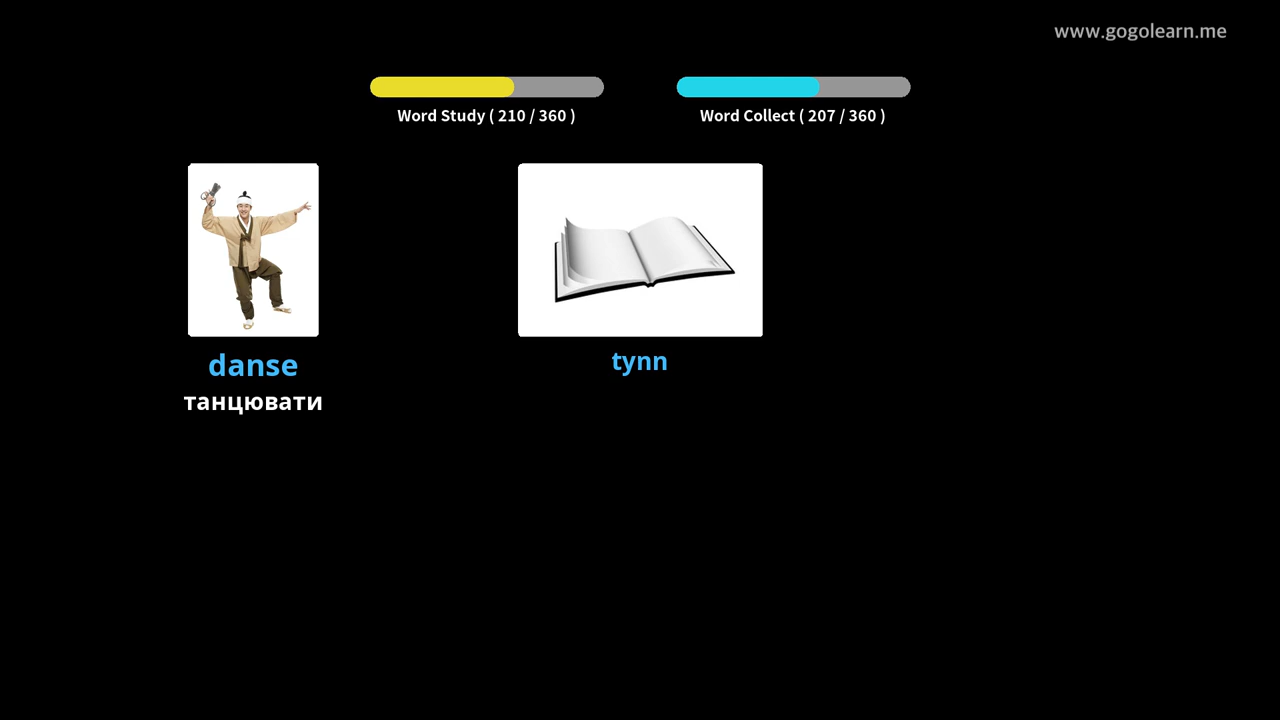 www.gogolearn.me
Word Study ( 210 / 360 )
Word Collect ( 207 / 360 )
danse
танцювати
tynn